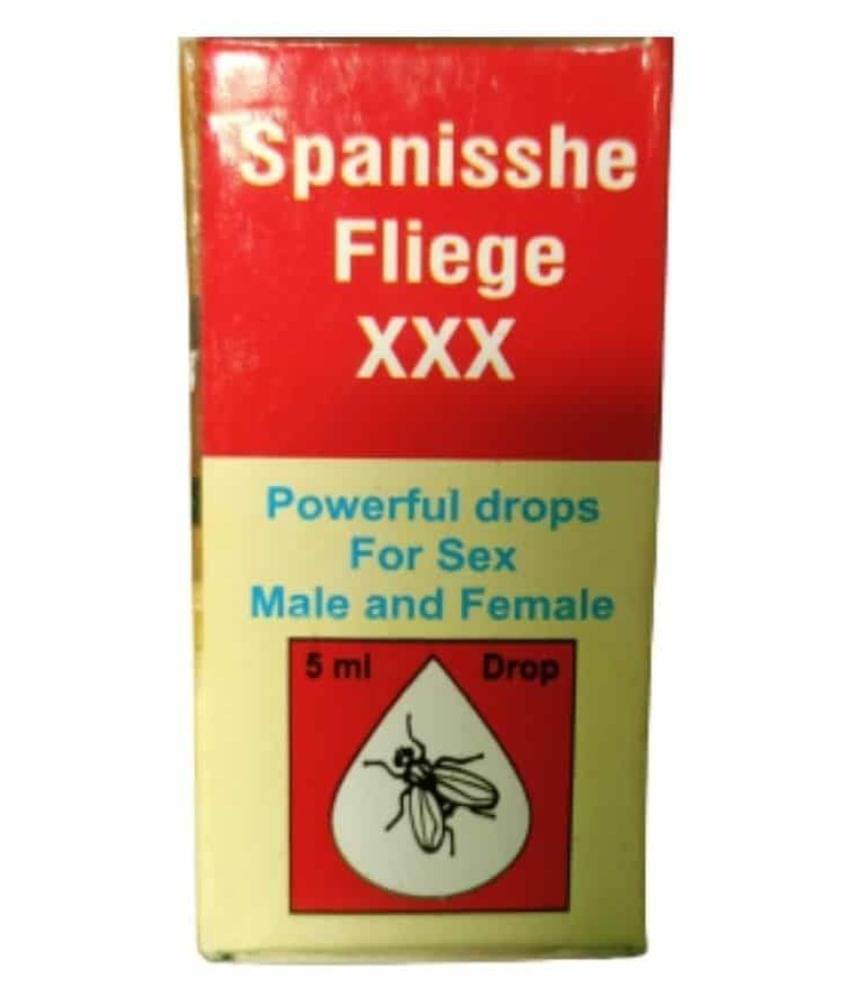 Spanisshe
Fliege
XXX
Powerful drops
For Sex
Male and Female
5 ml Drop